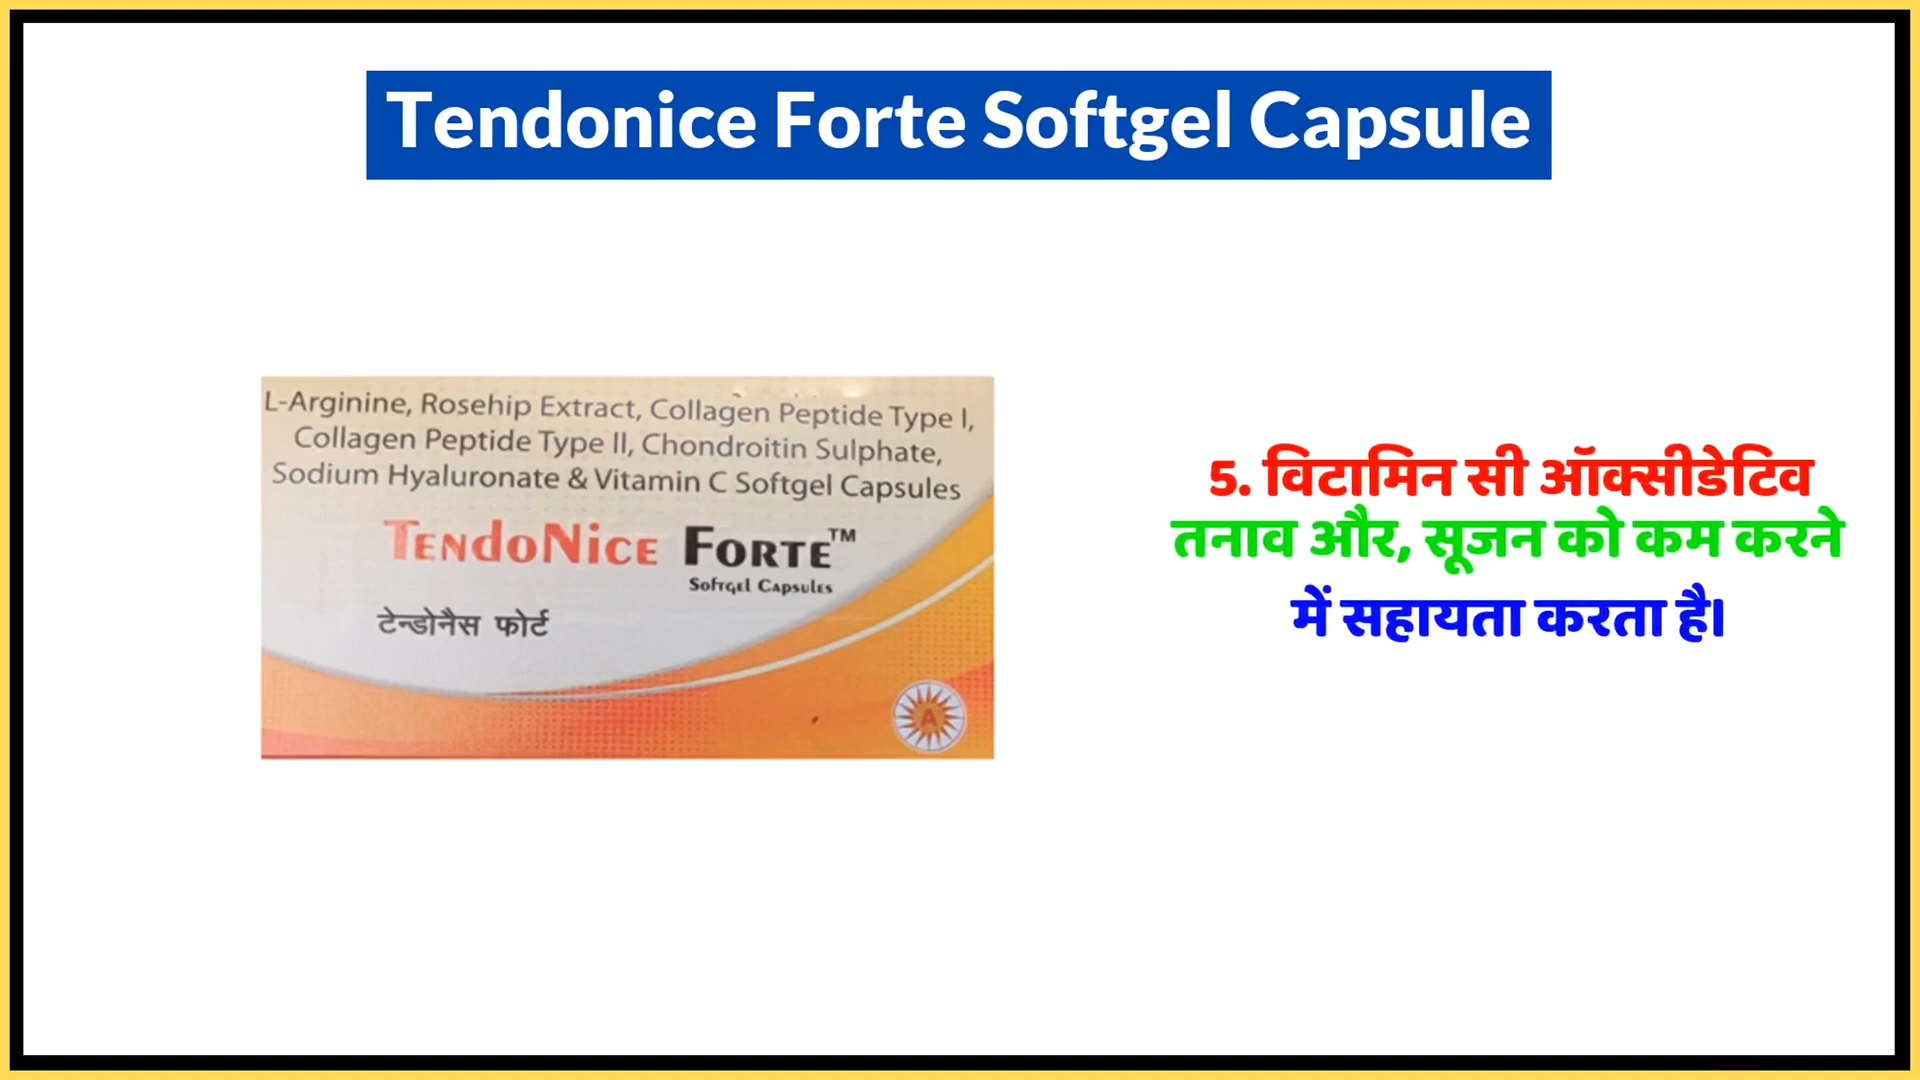 Tendonice Forte Softgel Capsule
L-Arginine, Rosehip Extract, Collagen Peptide Type I,
Collagen Peptide Type II, Chondroitin Sulphate,
Sodium Hyaluronate & Vitamin C Softgel Capsules
TENdoNicE FORTE™
Softgel Capsules
टेन्डोनैस फोर्ट
A
5. विटामिन सी ऑक्सीडेटिव
तनाव और, सूजन को कम करने
में सहायता करता है।